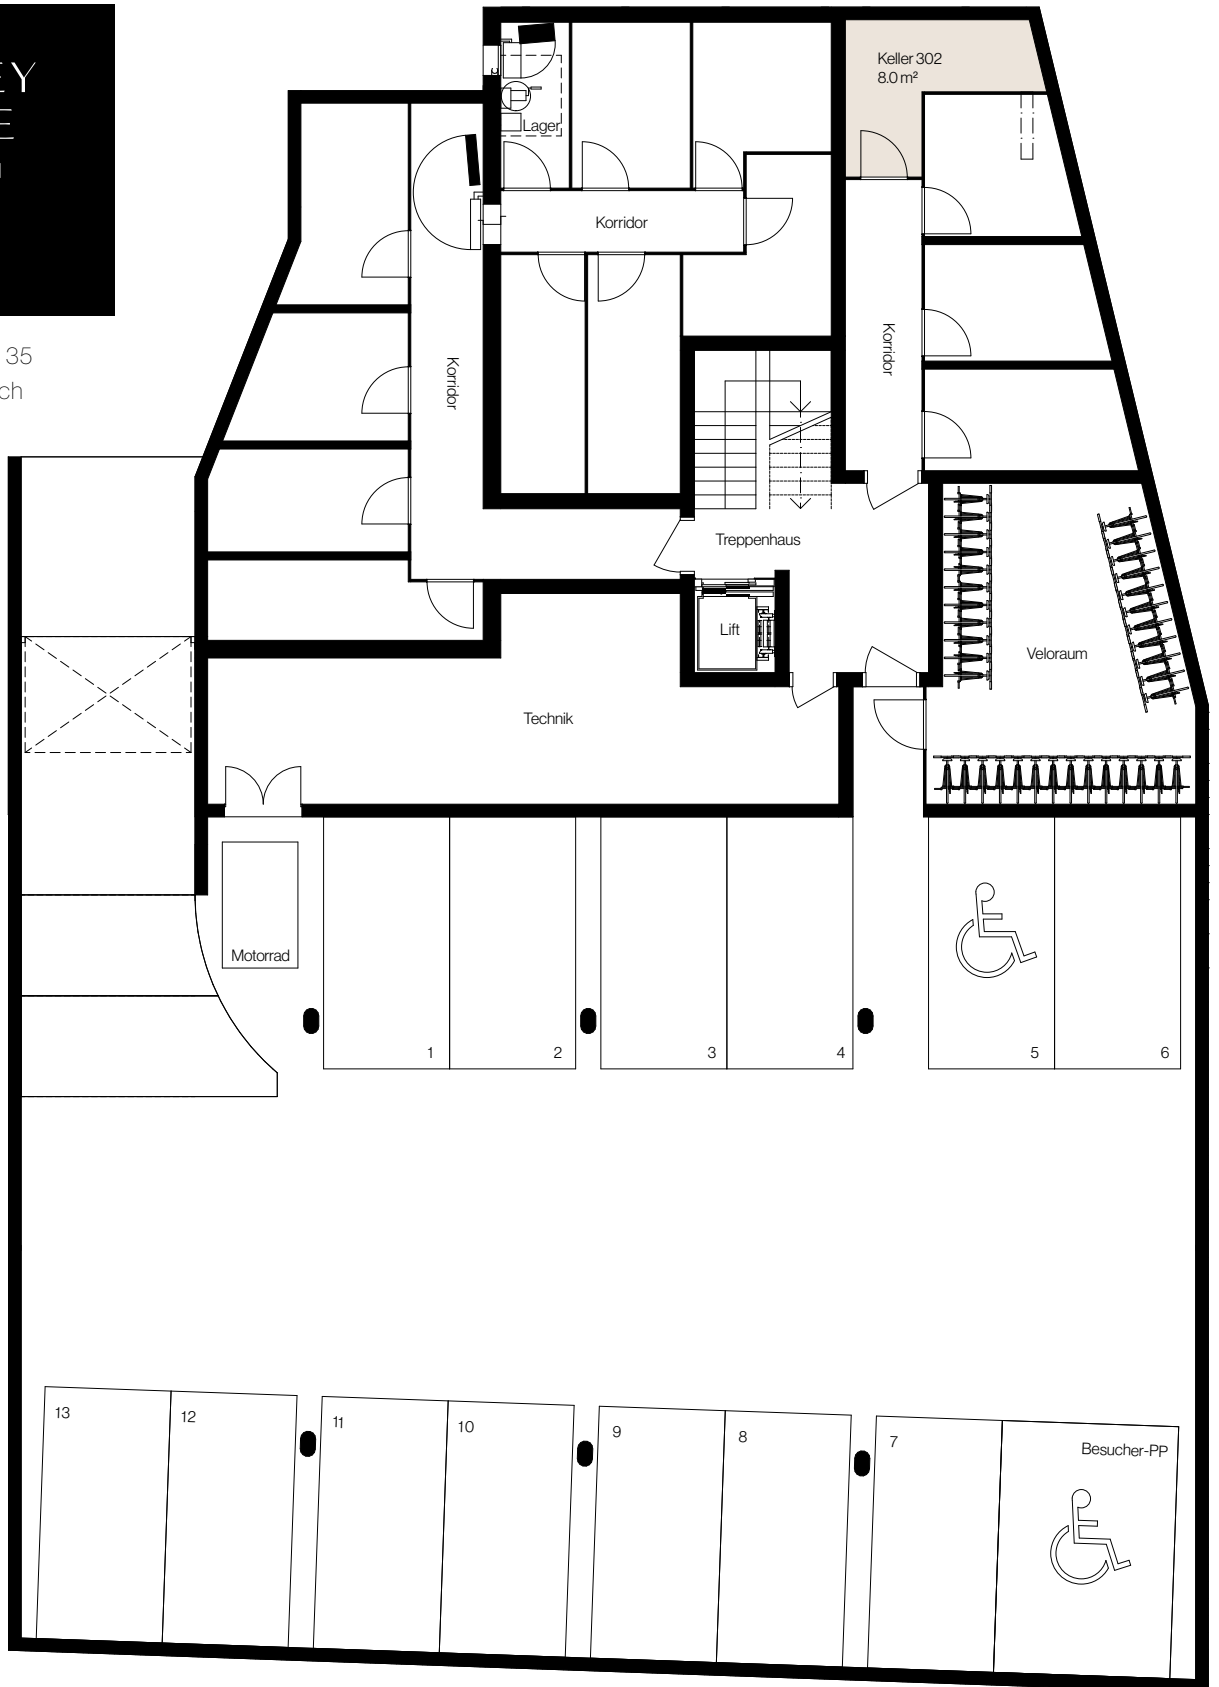 Keller 302
8.0 m²
Lager
Korridor
Korridor
Korridor
35
Treppenhaus
Lift
Veloraum
Technik
Motorrad
1
2
3
4
5
6
13
12
11
10
9
8
7
Besucher-PP